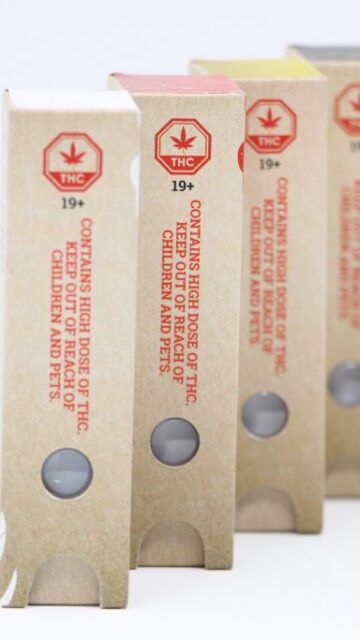 THC
19+
CONTAINS HIGH DOSE OF THC.
KEEP OUT OF REACH OF
CHILDREN AND PETS.
THC
19+
CONTAINS HIGH DOSE OF THC,
KEEP OUT OF REACH OF
CHILDREN AND PETS.
THC
19+
CONTAINS HIGH DOSE OF THC.
KEEP OUT OF REACH OF
CHILDREN AND PETS.